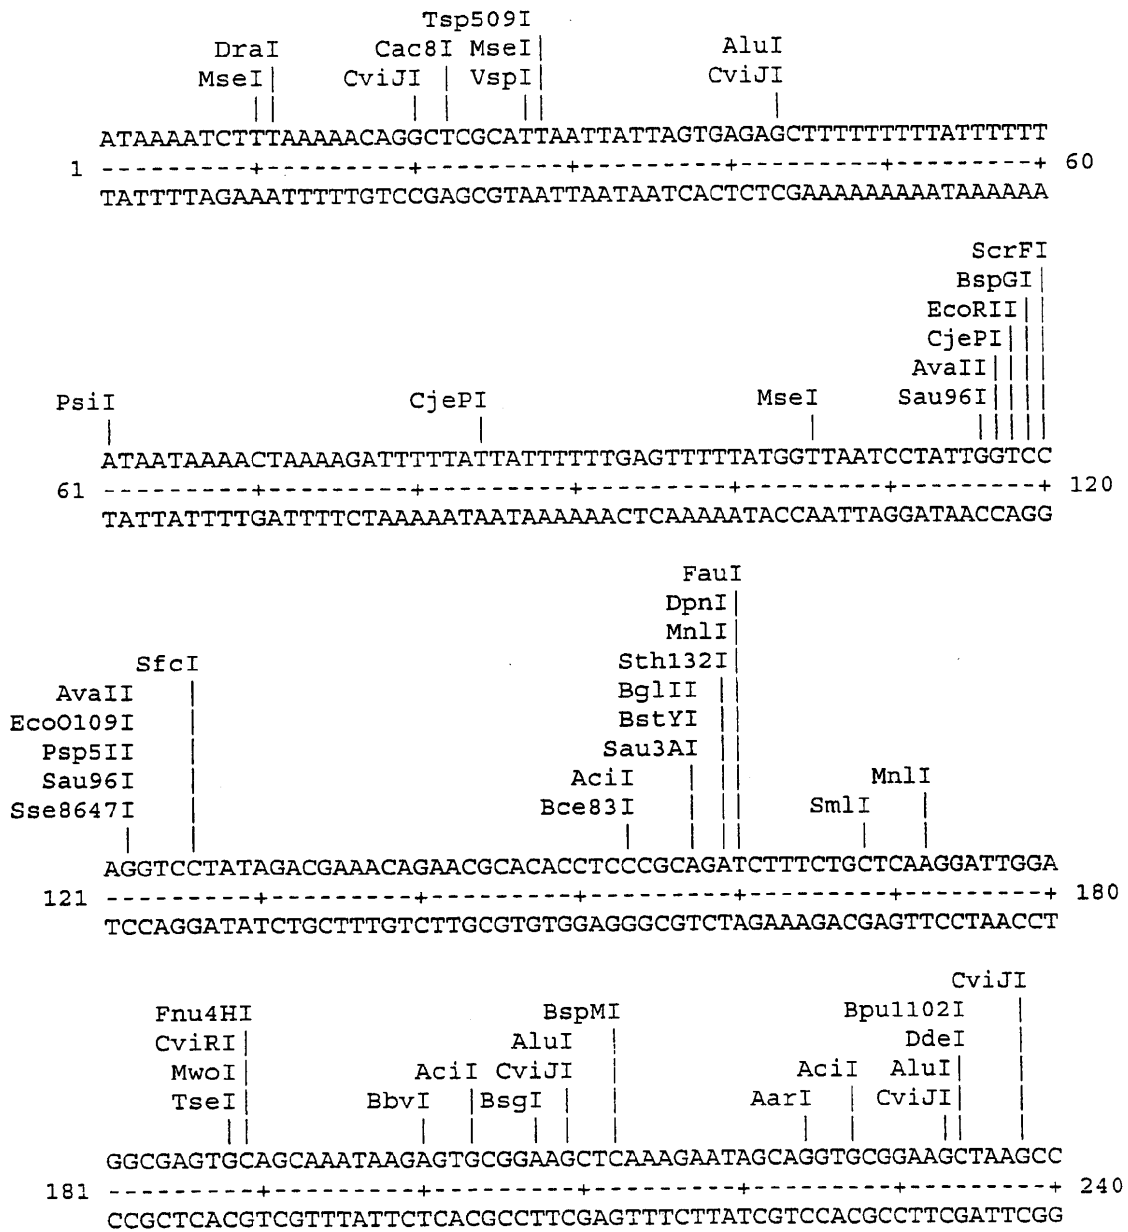 Tsp509I
DraI Cac8I MseI AluI
MseI CviJI VspI CviJI
ATAAAATCTTTAAAAACAGGCTCGCATTAATTATTAGTGAGAGCTTTTTTTTTATTTTTT
1 ---------+---------+---------+---------+---------+---------+ 60
TATTTTAGAAATTTTTGTCCGAGCGTAATTAATAATCACTCTCGAAAAAAAAATAAAAAA
ScrFI
BspGI
EcoRII
CjePI
AvaII
PsiI CjePI MseI Sau96I
ATAATAAAACTAAAAGATTTTTATTATTTTTTGAGTTTTTATGGTTAATCCTATTGGTCC
61 ---------+---------+---------+---------+---------+---------+ 120
TATTATTTTGATTTTCTAAAAATAATAAAAAACTCAAAAATACCAATTAGGATAACCAGG
FauI
DpnI
MnlI
SfcI Sth132I
AvaII BglII
EcoO109I BstYI
Psp5II Sau3AI
Sau96I AciI MnlI
Sse8647I Bce83I SmlI
AGGTCCTATAGACGAAACAGAACGCACACCTCCCGCAGATCTTTCTGCTCAAGGATTGGA
121 ---------+---------+---------+---------+---------+---------+ 180
TCCAGGATATCTGCTTTGTCTTGCGTGTGGAGGGCGTCTAGAAAGACGAGTTCCTAACCT
CviJI
Fnu4HI BspMI Bpu1102I
CviRI AluI DdeI
MwoI AciI CviJI AciI AluI
TseI BbvI BsgI AarI CviJI
GGCGAGTGCAGCAAATAAGAGTGCGGAAGCTCAAAGAATAGCAGGTGCGGAAGCTAAGCC
181 ---------+---------+---------+---------+---------+---------+ 240
CCGCTCACGTCGTTTATTCTCACGCCTTCGAGTTTCTTATCGTCCACGCCTTCGATTCGG